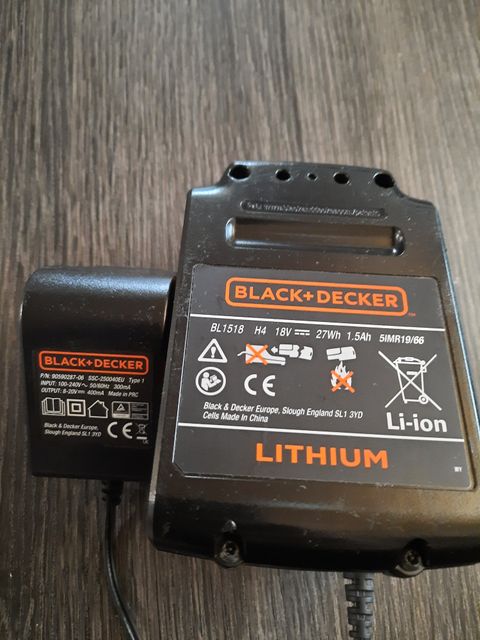 BLACK+DECKER
BL1518 H4 18V 27Wh 1.5Ah 5IMR19/66
Black & Decker Europe, Slough England SL1 3YD
Cells Made In China
Li-ion
LITHIUM
BLACK+DECKER
P/N: 90590287-06 SSC-250040EU Type 1
INPUT: 100-240V~ 50/60Hz 300mA
OUTPUT: 8-20V 400mA Made in PRC
Black & Decker Europe,
Slough England SL1 3YD